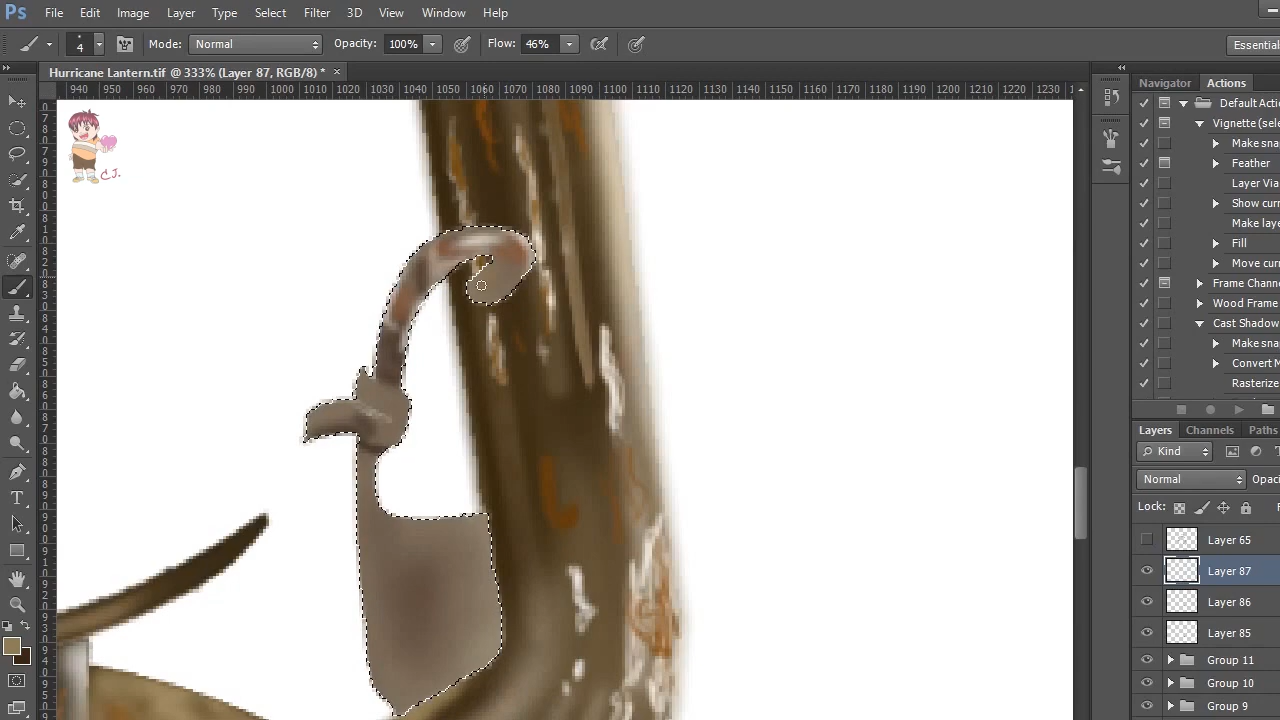 Ps File Edit Image Layer Type Select Filter 3D View Window Help
4 Mode: Normal Opacity: 100% Flow: 46% Essential
Hurricane Lantern.tif @ 333% (Layer 87, RGB/8) * ×
940 950 960 970 980 990 1000 1010 1020 1030 1040 1050 1060 1070 1080 1090 1100 1110 1120 1130 1140 1150 1160 1170 1180 1190 1200 1210 1220 1230
C.J.
Navigator Actions
Default Actio
Vignette (sele
Make sna
Feather
Layer Via
Show curr
Make laye
Fill
Move curr
Frame Channe
Wood Frame
Cast Shadow
Make sna
Convert M
Rasterize
Layers Channels Paths
Kind
Normal Opac
Lock: F
Layer 65
Layer 87
Layer 86
Layer 85
Group 11
Group 10
Group 9